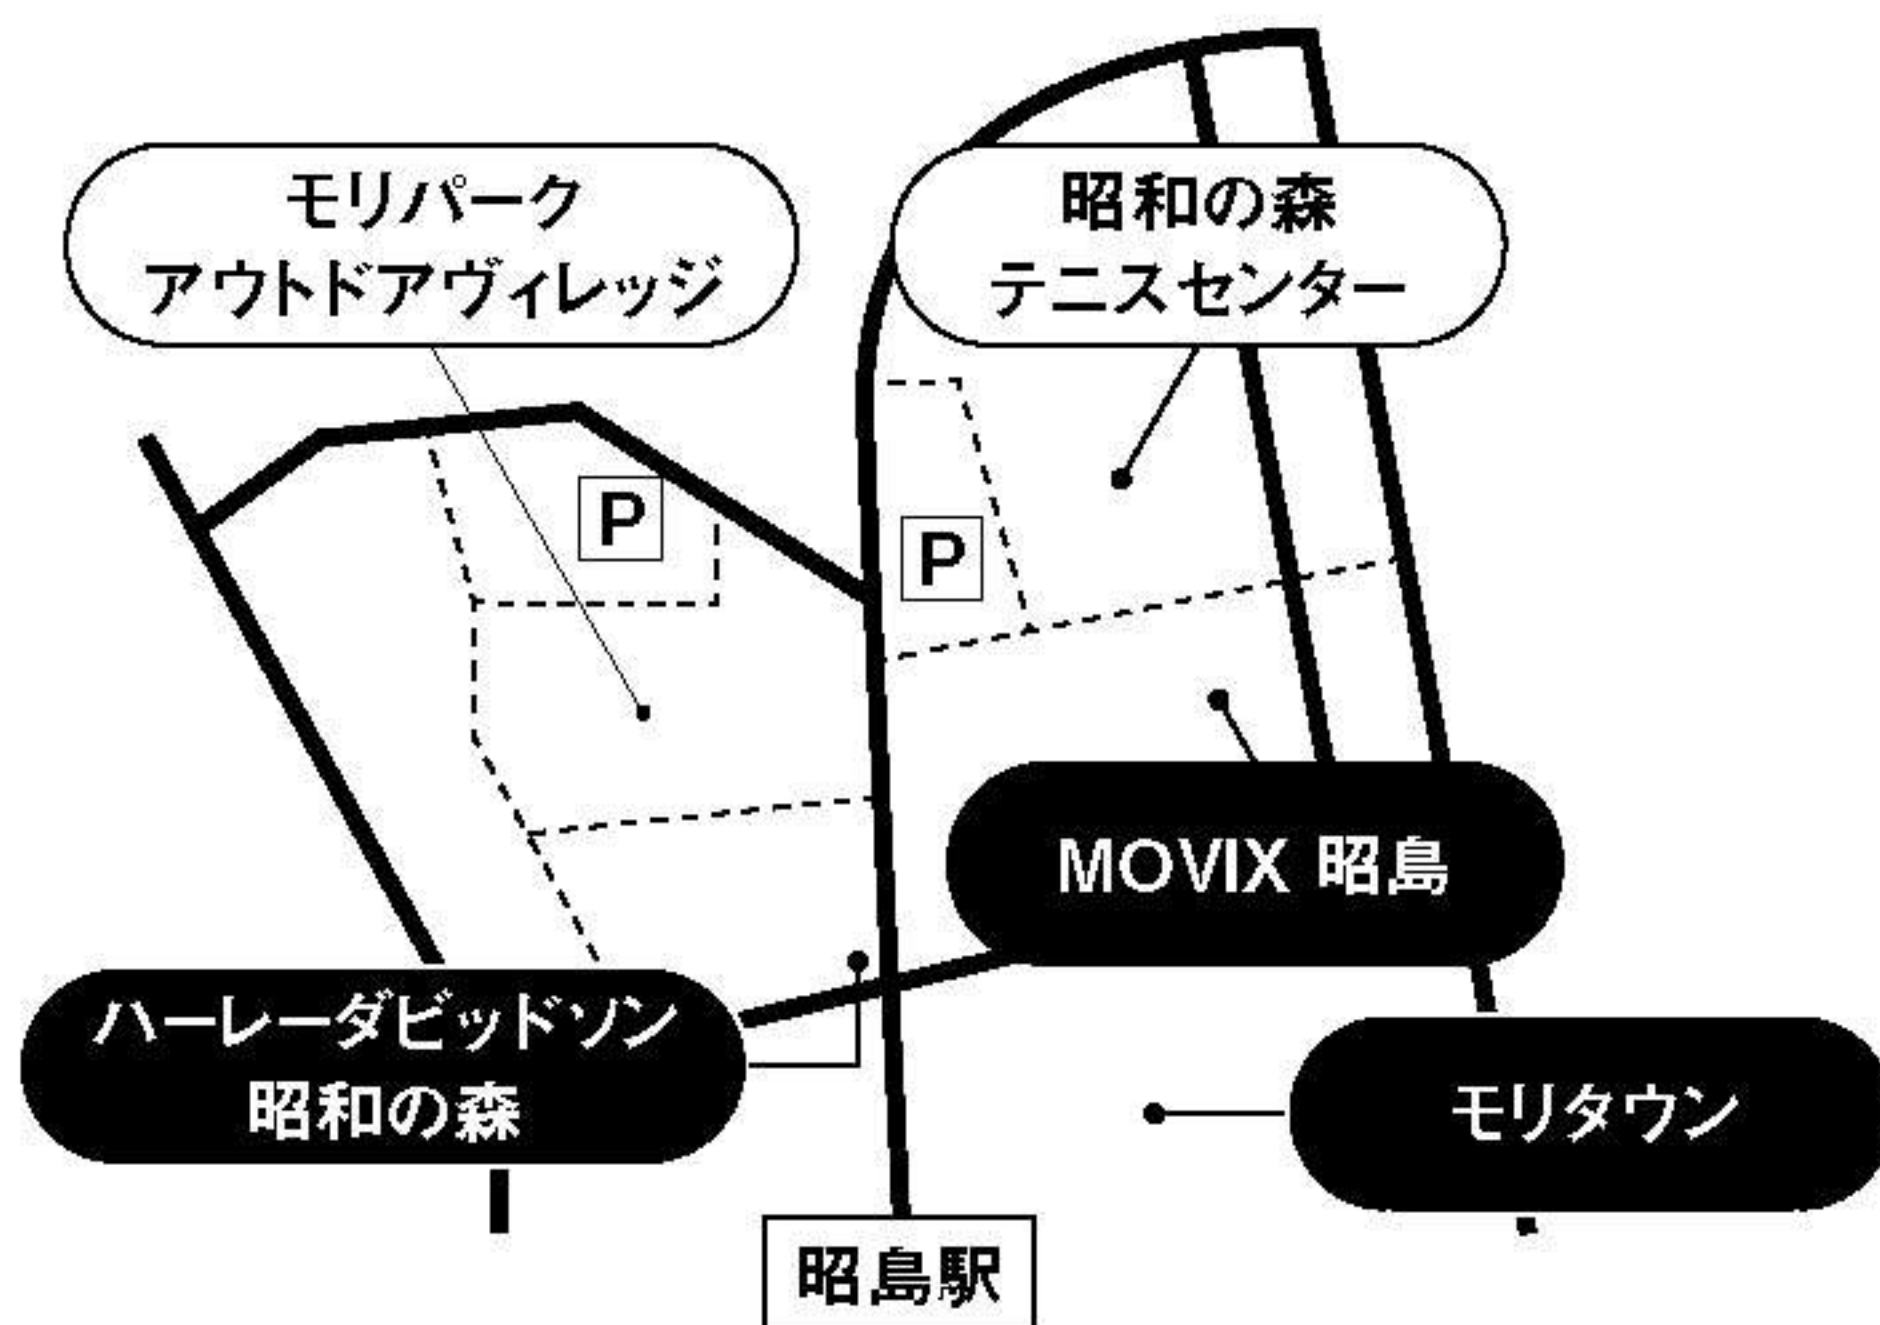 モリパーク
アウトドアヴィレッジ
昭和の森
テニスセンター
P
P
MOVIX 昭島
ハーレーダビッドソン
昭和の森
モリタウン
昭島駅